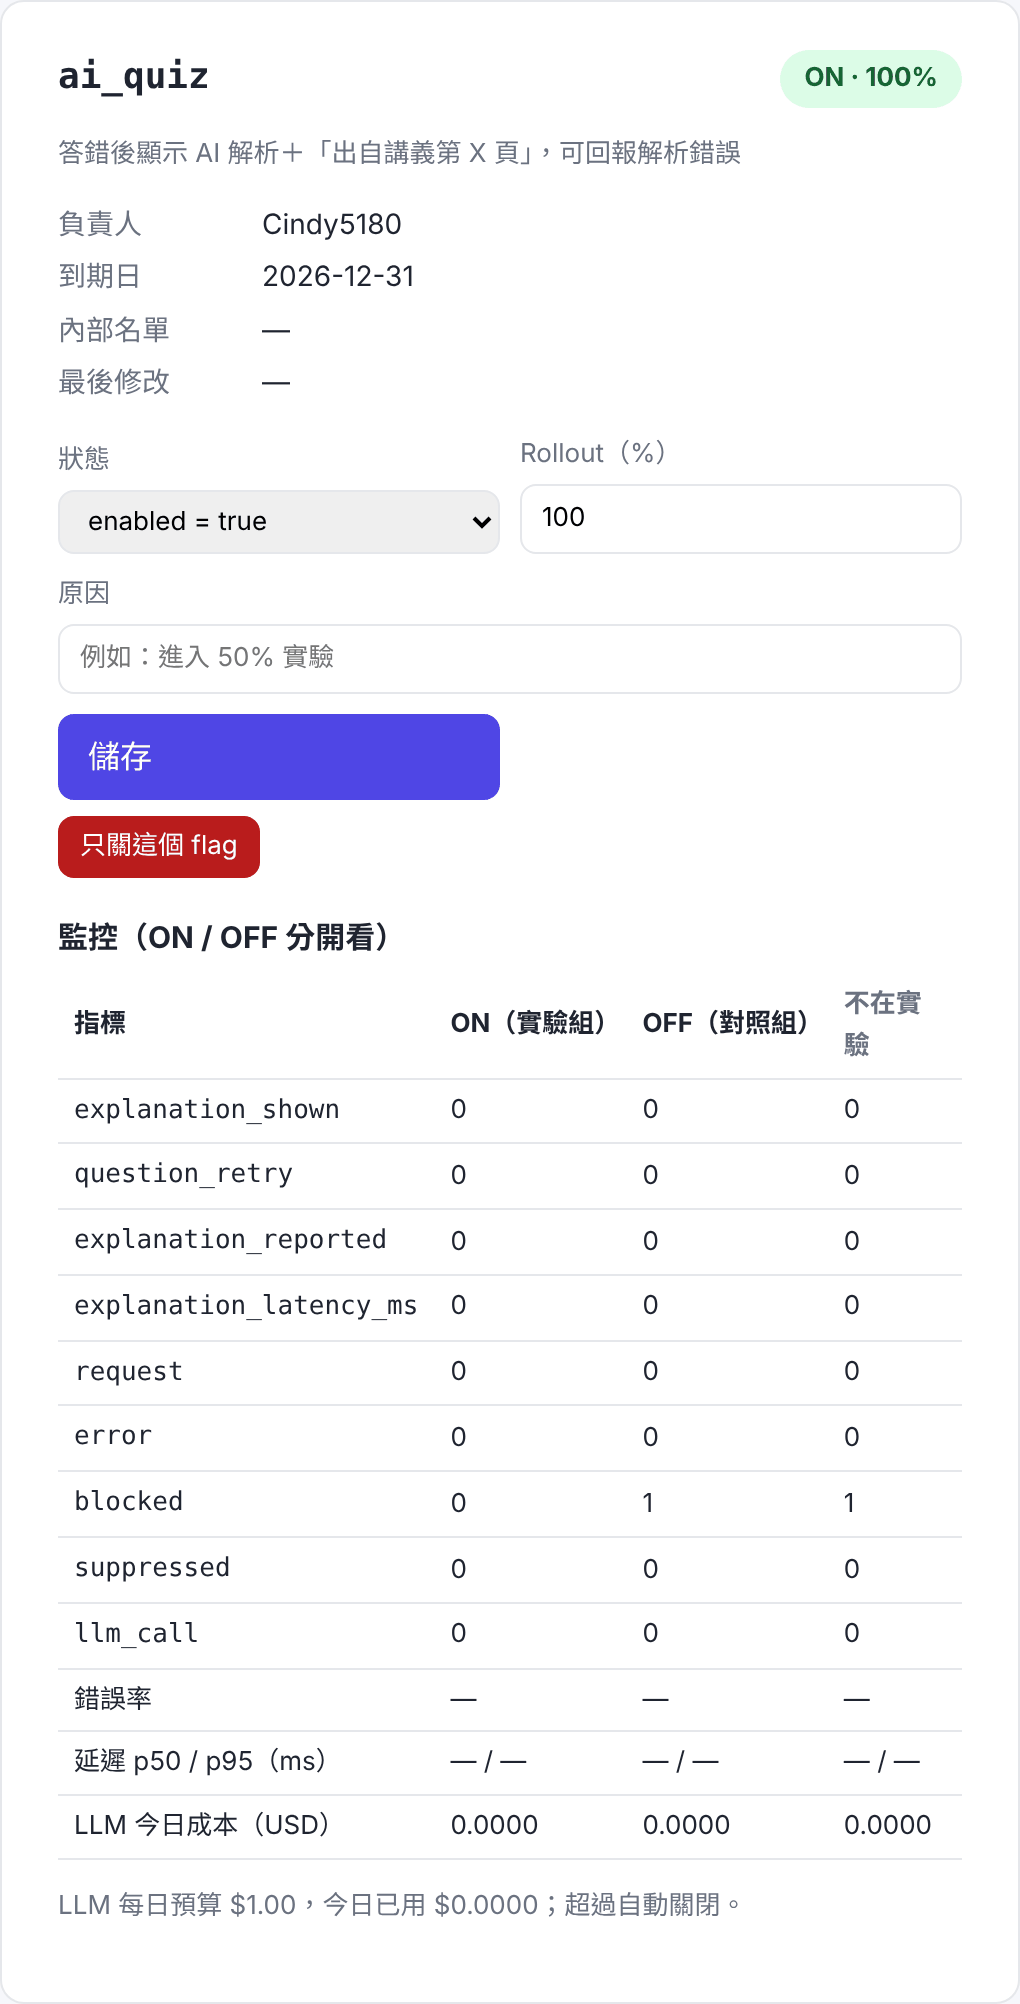 ai_quiz
ON · 100%
答錯後顯示 AI 解析＋「出自講義第 X 頁」，可回報解析錯誤
負責人 Cindy5180
到期日 2026-12-31
內部名單 —
最後修改 —
狀態 Rollout（%）
enabled = true 100
原因
例如：進入 50% 實驗
儲存
只關這個 flag
監控（ON / OFF 分開看）
指標 ON（實驗組） OFF（對照組） 不在實
驗
explanation_shown 0 0 0
question_retry 0 0 0
explanation_reported 0 0 0
explanation_latency_ms 0 0 0
request 0 0 0
error 0 0 0
blocked 0 1 1
suppressed 0 0 0
llm_call 0 0 0
錯誤率 — — —
延遲 p50 / p95（ms） — / — — / — — / —
LLM 今日成本（USD） 0.0000 0.0000 0.0000
LLM 每日預算 $1.00，今日已用 $0.0000；超過自動關閉。